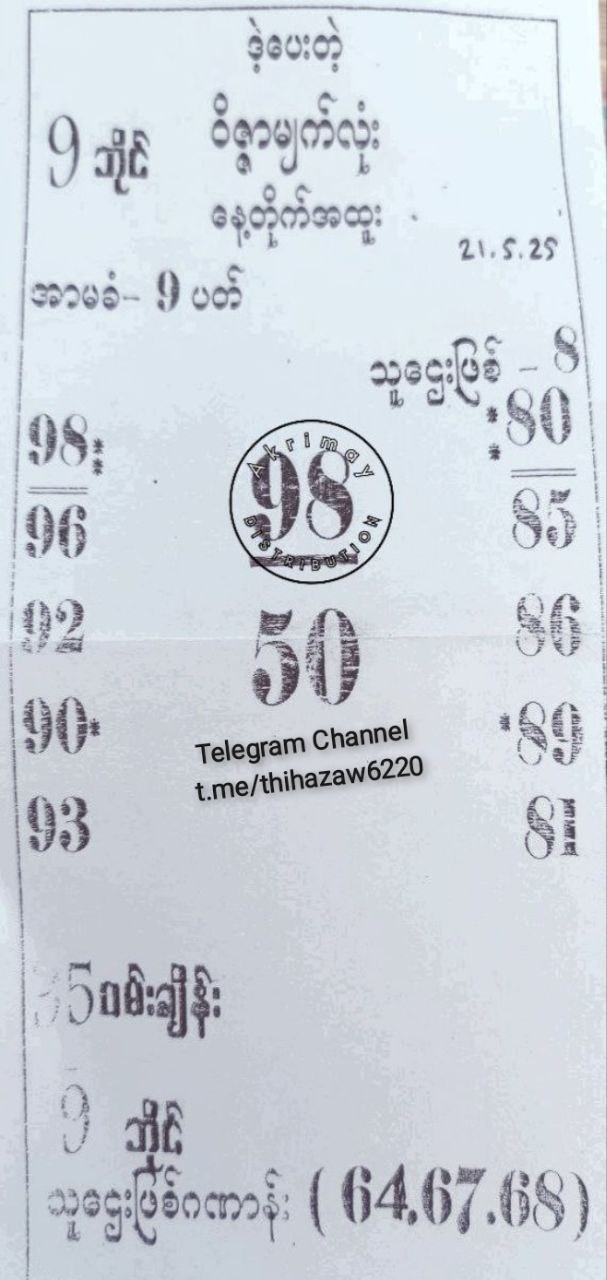 ဒဲ့ပေးတဲ့
9 ဘိုင် ဝိဇ္ဇာမျက်လုံး
နေ့တိုက်အထူး
21.5.25
အာမခံ- 9 ပတ်
သူဌေးဖြစ် - 8
98** 98 *80
96 85
Akrimay
DISTRIBUTION
92 50 86
90* *89
Telegram Channel
t.me/thihazaw6220
93 81
5 ဝမ်းချိန်း
ဘိုင်
သူဌေးဖြစ်ဂဏာန်း (64.67.68)